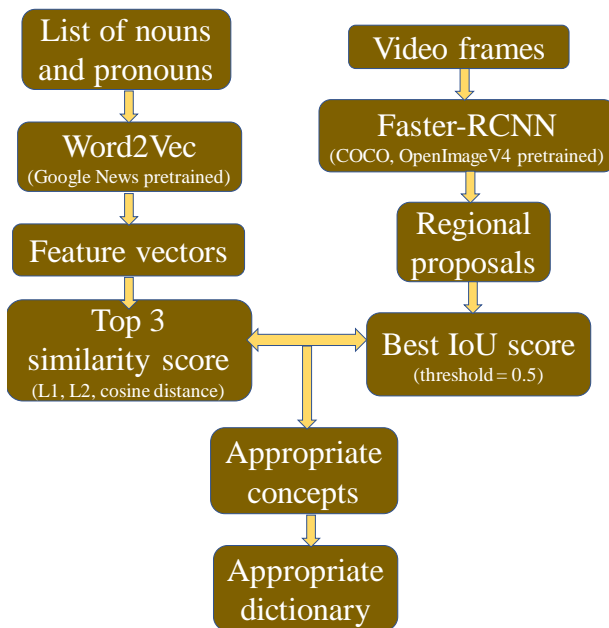 List of nouns
and pronouns
Word2Vec
(Google News pretrained)
Feature vectors
Top 3
similarity score
(L1, L2, cosine distance)
Video frames
Faster-RCNN
(COCO, OpenImageV4 pretrained)
Regional
proposals
Best IoU score
(threshold = 0.5)
Appropriate
concepts
Appropriate
dictionary